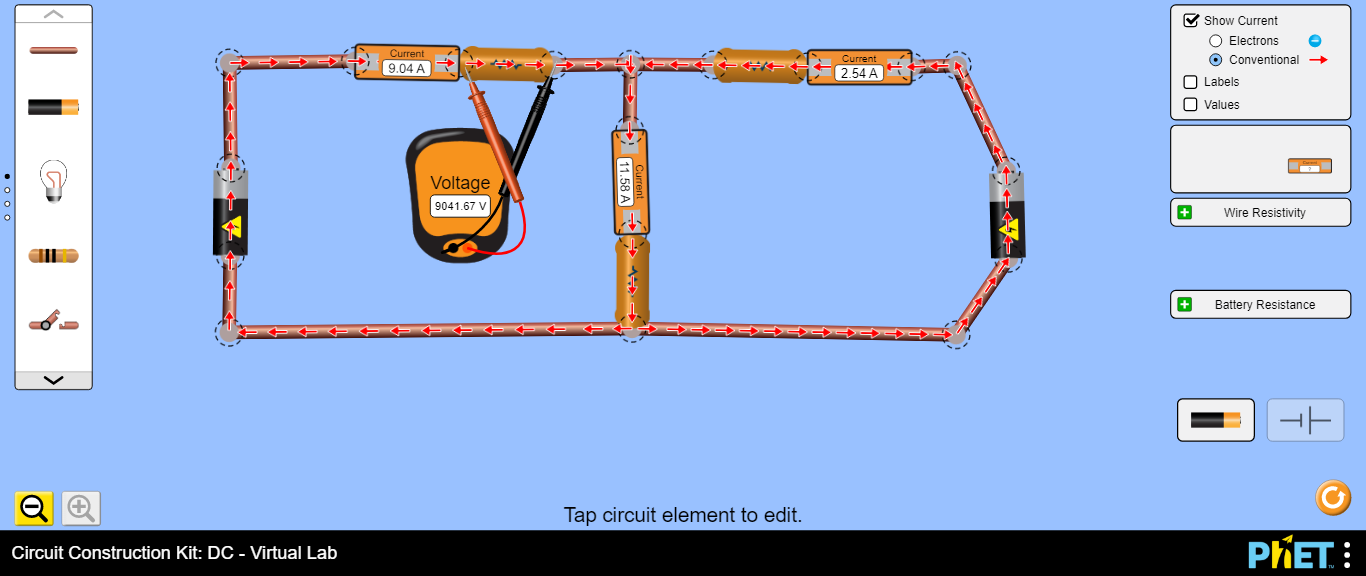 Current
9.04 A
Current
2.54 A
Current
11.58 A
Voltage
9041.67 V
Show Current
Electrons
Conventional
Labels
Values
Current
?
Wire Resistivity
Battery Resistance
Tap circuit element to edit.
Circuit Construction Kit: DC - Virtual Lab
PhET